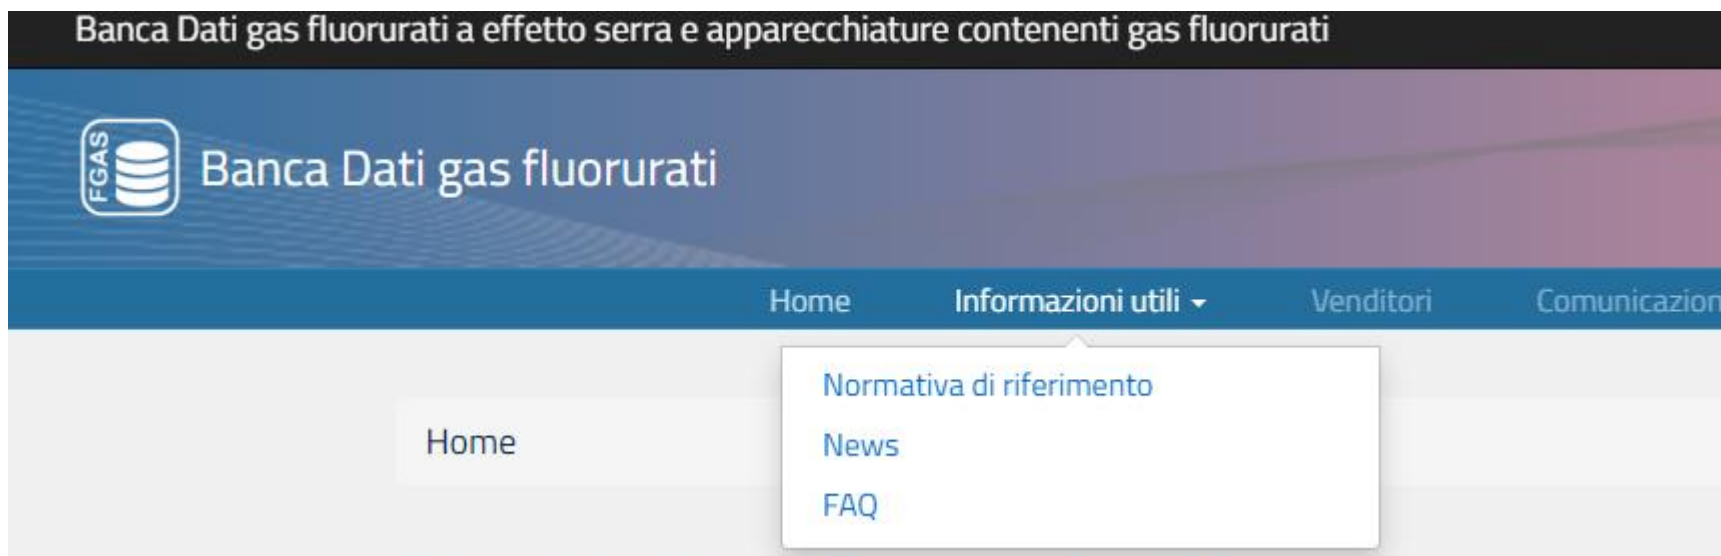 Banca Dati gas fluorurati a effetto serra e apparecchiature contenenti gas fluorurati
FGAS
Banca Dati gas fluorurati
Home Informazioni utili Venditori Comunicazion
Normativa di riferimento
Home
News
FAQ